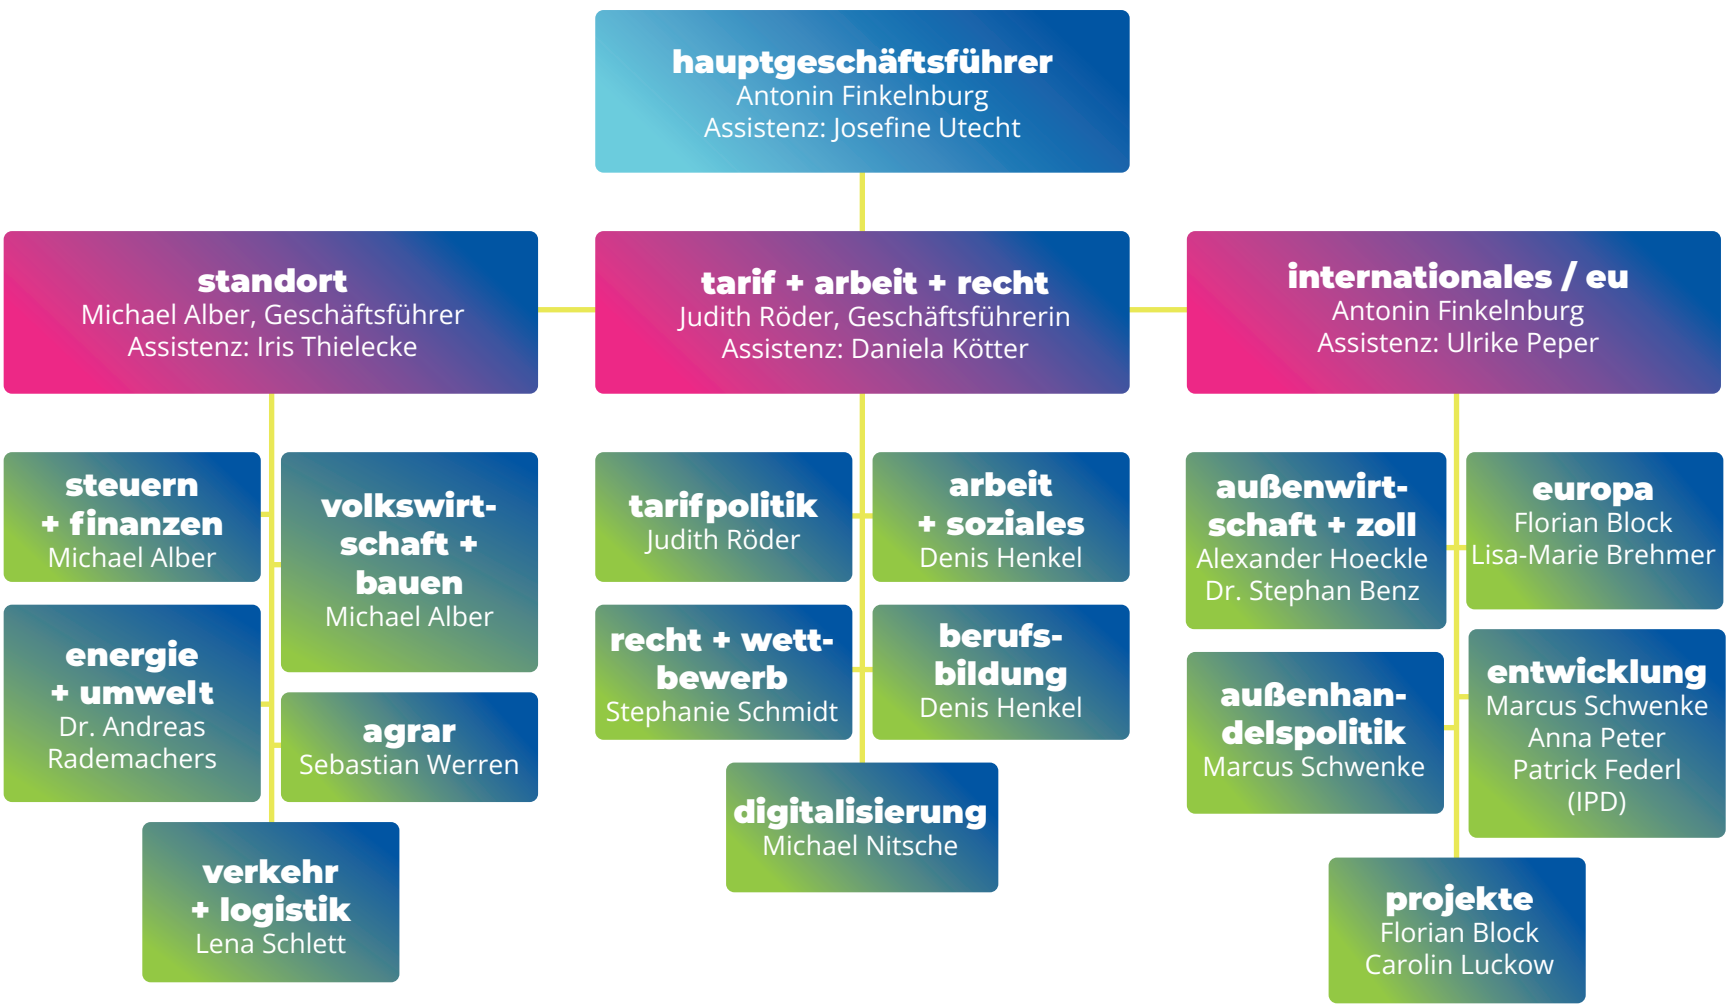 hauptgeschäftsführer
Antonin Finkelnburg
Assistenz: Josefine Utecht
standort
Michael Alber, Geschäftsführer
Assistenz: Iris Thielecke
tarif + arbeit + recht
Judith Röder, Geschäftsführerin
Assistenz: Daniela Kötter
internationales / eu
Antonin Finkelnburg
Assistenz: Ulrike Peper
steuern
+ finanzen
Michael Alber
volkswirt-
schaft +
bauen
Michael Alber
energie
+ umwelt
Dr. Andreas
Rademachers
agrar
Sebastian Werren
verkehr
+ logistik
Lena Schlett
tarifpolitik
Judith Röder
arbeit
+ soziales
Denis Henkel
recht + wett-
bewerb
Stephanie Schmidt
berufs-
bildung
Denis Henkel
digitalisierung
Michael Nitsche
außenwirt-
schaft + zoll
Alexander Hoeckle
Dr. Stephan Benz
europa
Florian Block
Lisa-Marie Brehmer
außenhan-
delspolitik
Marcus Schwenke
entwicklung
Marcus Schwenke
Anna Peter
Patrick Federl
(IPD)
projekte
Florian Block
Carolin Luckow